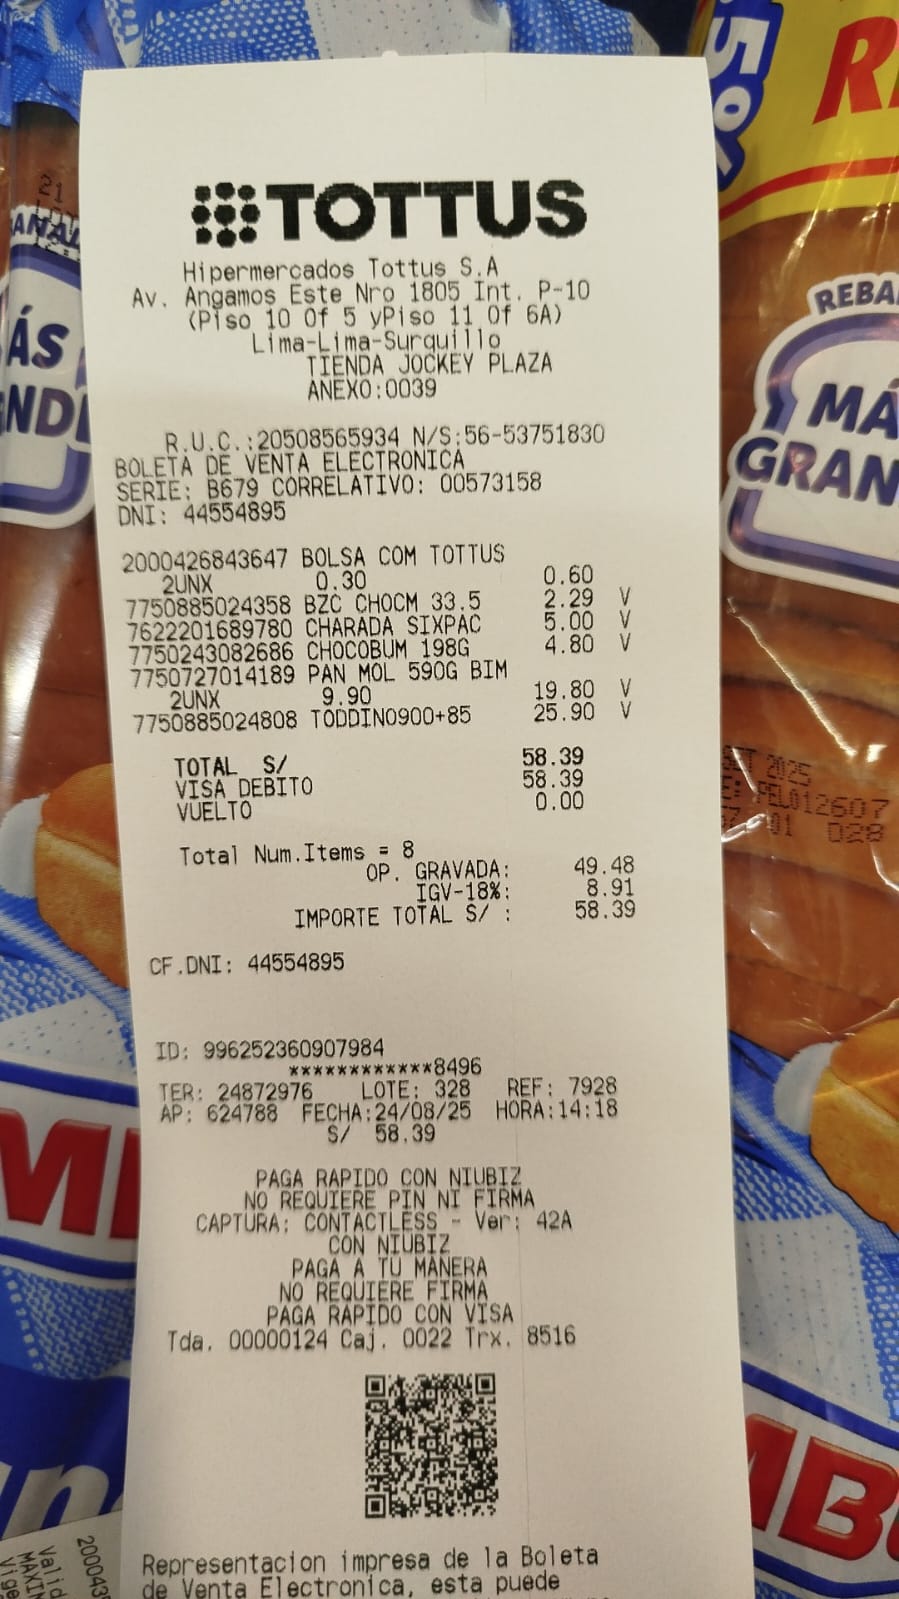 TOTTUS
Hipermercados Tottus S.A
Av. Angamos Este Nro 1805 Int. P-10
(Piso 10 Of 5 yPiso 11 Of 6A)
Lima-Lima-Surquillo
TIENDA JOCKEY PLAZA
ANEXO:0039
R.U.C.:20508565934 N/S:56-53751830
BOLETA DE VENTA ELECTRONICA
SERIE: B679 CORRELATIVO: 00573158
DNI: 44554895
2000426843647 BOLSA COM TOTTUS
2UNX 0.30 0.60
7750885024358 BZC CHOCM 33.5 2.29 V
7622201689780 CHARADA SIXPAC 5.00 V
7750243082686 CHOCOBUM 198G 4.80 V
7750727014189 PAN MOL 590G BIM
2UNX 9.90 19.80 V
7750885024808 TODDINO900+85 25.90 V
TOTAL S/ 58.39
VISA DEBITO 58.39
VUELTO 0.00
Total Num.Items = 8
OP. GRAVADA: 49.48
IGV-18%: 8.91
IMPORTE TOTAL S/ : 58.39
CF.DNI: 44554895
ID: 996252360907984
************8496
TER: 24872976 LOTE: 328 REF: 7928
AP: 624788 FECHA:24/08/25 HORA:14:18
S/ 58.39
PAGA RAPIDO CON NIUBIZ
NO REQUIERE PIN NI FIRMA
CAPTURA: CONTACTLESS - Ver: 42A
CON NIUBIZ
PAGA A TU MANERA
NO REQUIERE FIRMA
PAGA RAPIDO CON VISA
Tda. 00000124 Caj. 0022 Trx. 8516
Representacion impresa de la Boleta
de Venta Electronica, esta puede
ÁS
NDE
REBA
MÁ
GRAN
SET 2025
PEL012607
01 028